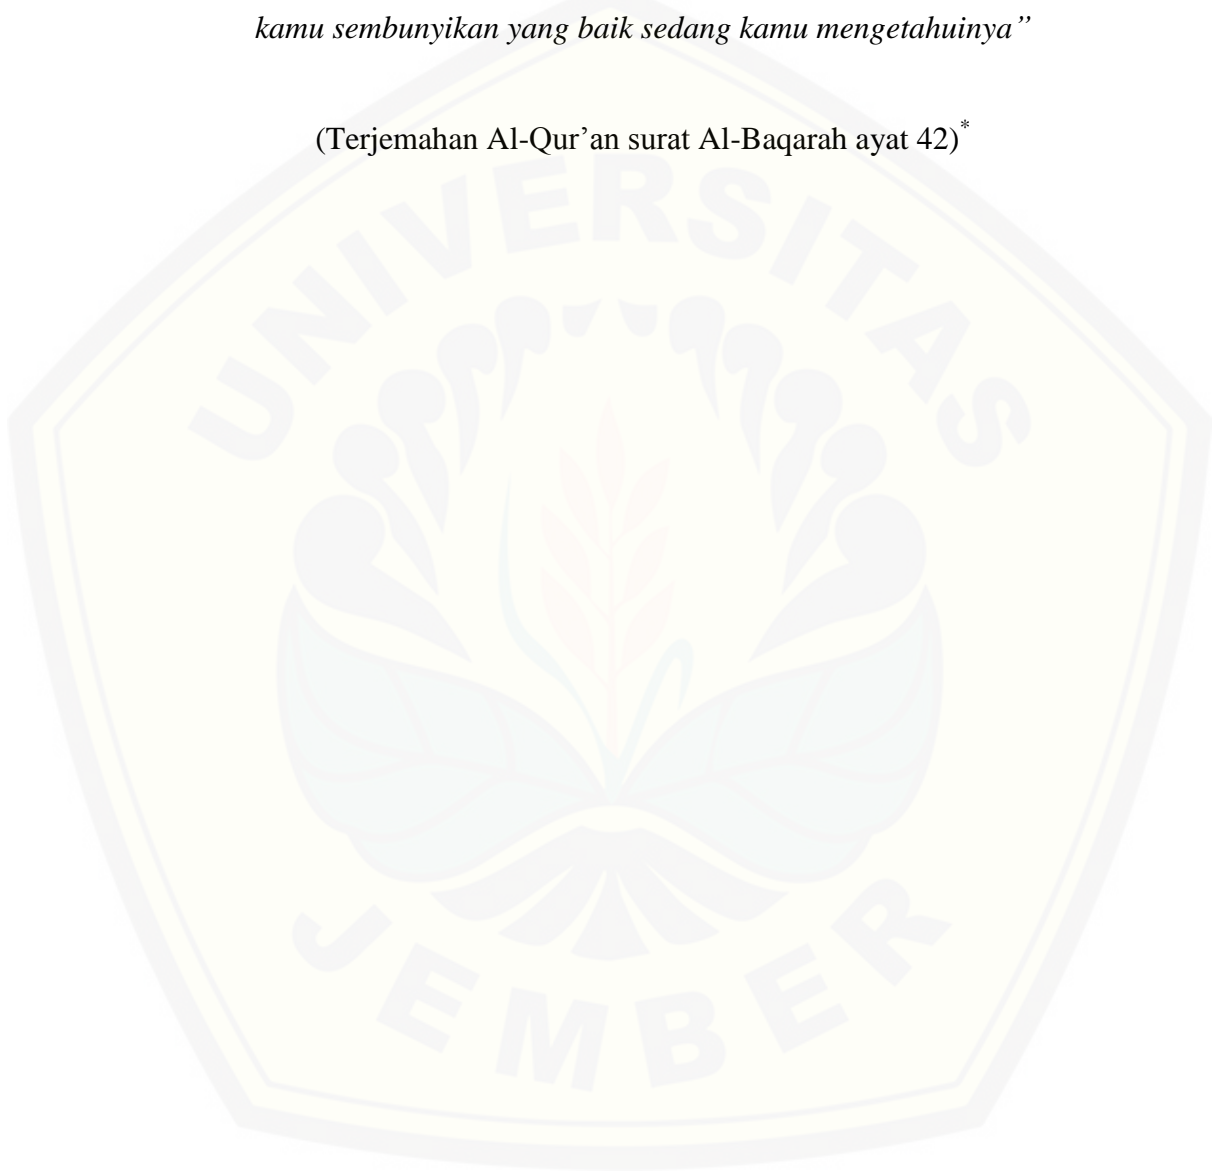 kamu sembunyikan yang baik sedang kamu mengetahuinya”
(Terjemahan Al-Qur’an surat Al-Baqarah ayat 42)*
UNIVERSITAS
JEMBER